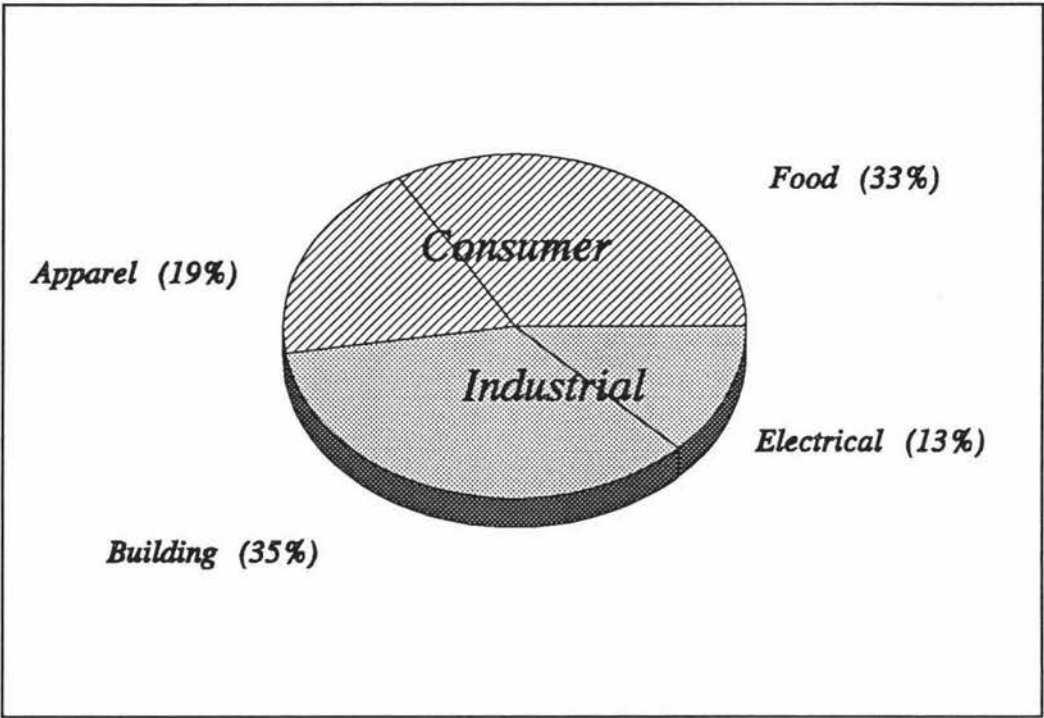 Food (33%)
Consumer
Apparel (19%)
Industrial
Electrical (13%)
Building (35%)